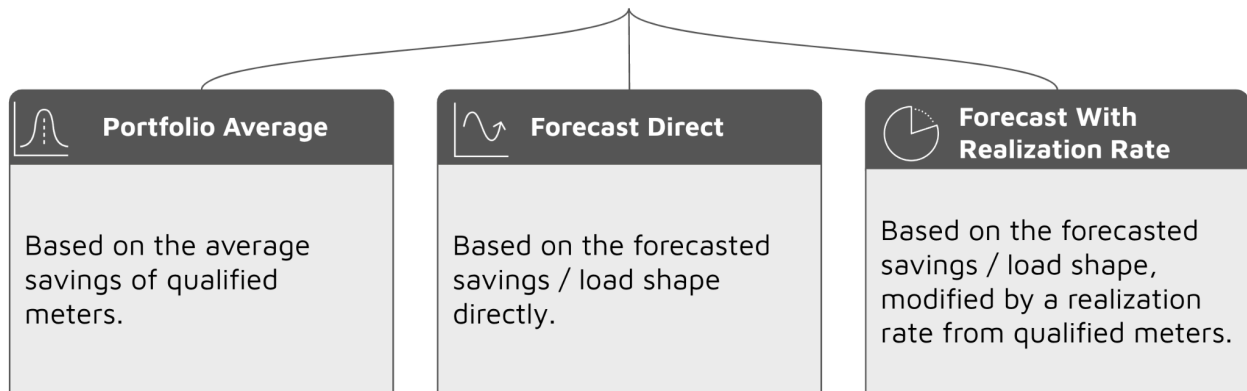 Portfolio Average
Based on the average
savings of qualified
meters.
Forecast Direct
Based on the forecasted
savings / load shape
directly.
Forecast With
Realization Rate
Based on the forecasted
savings / load shape,
modified by a realization
rate from qualified meters.